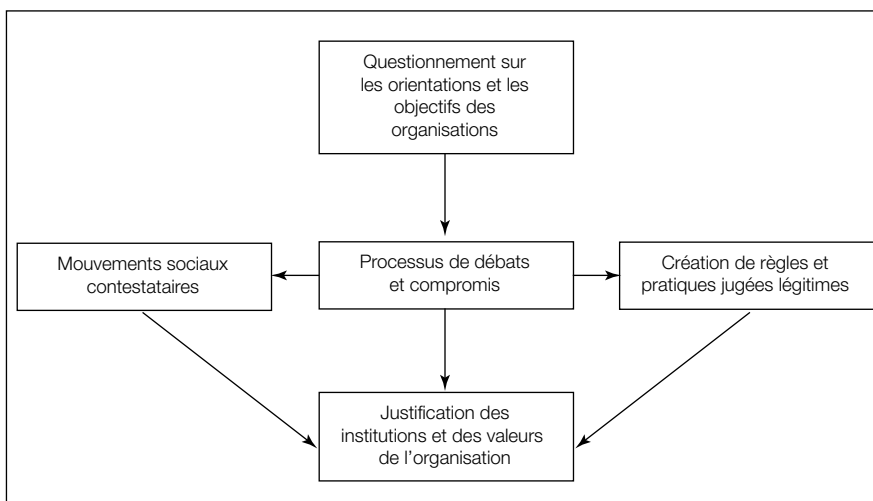 Questionnement sur
les orientations et les
objectifs des
organisations
Mouvements sociaux
contestataires
Processus de débats
et compromis
Création de règles et
pratiques jugées légitimes
Justification des
institutions et des valeurs
de l’organisation